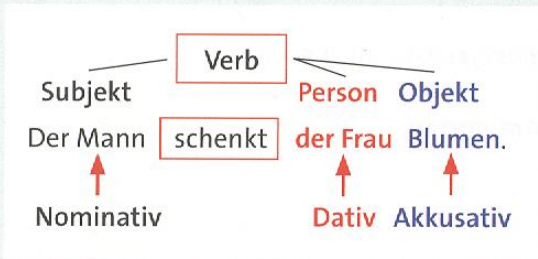 Verb
Subjekt Person Objekt
Der Mann schenkt der Frau Blumen.
Nominativ Dativ Akkusativ